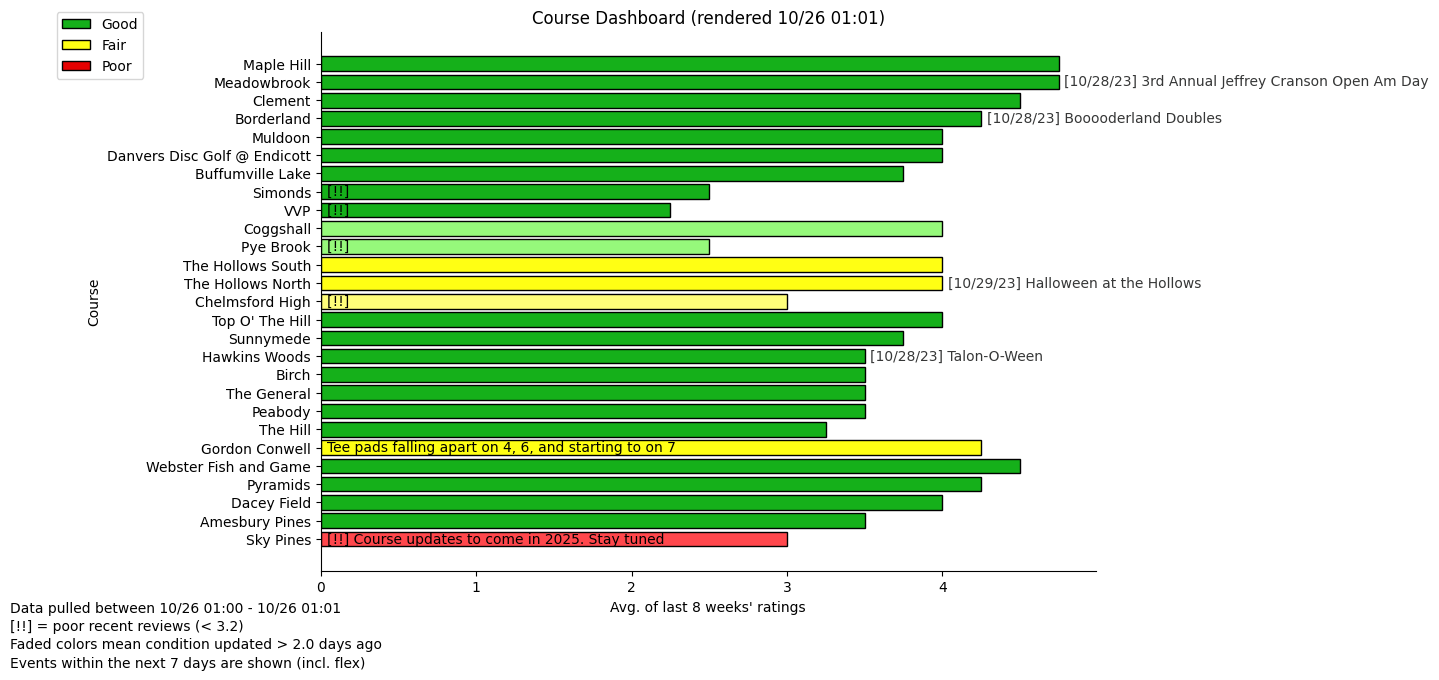 Course Dashboard (rendered 10/26 01:01)
Good
Fair
Poor
Course
Maple Hill
Meadowbrook [10/28/23] 3rd Annual Jeffrey Cranson Open Am Day
Clement
Borderland [10/28/23] Booooderland Doubles
Muldoon
Danvers Disc Golf @ Endicott
Buffumville Lake
Simonds [!!]
VVP [!!]
Coggshall
Pye Brook [!!]
The Hollows South
The Hollows North [10/29/23] Halloween at the Hollows
Chelmsford High [!!]
Top O' The Hill
Sunnymede
Hawkins Woods [10/28/23] Talon-O-Ween
Birch
The General
Peabody
The Hill
Gordon Conwell Tee pads falling apart on 4, 6, and starting to on 7
Webster Fish and Game
Pyramids
Dacey Field
Amesbury Pines
Sky Pines [!!] Course updates to come in 2025. Stay tuned
0 1 2 3 4
Avg. of last 8 weeks' ratings
Data pulled between 10/26 01:00 - 10/26 01:01
[!!] = poor recent reviews (< 3.2)
Faded colors mean condition updated > 2.0 days ago
Events within the next 7 days are shown (incl. flex)